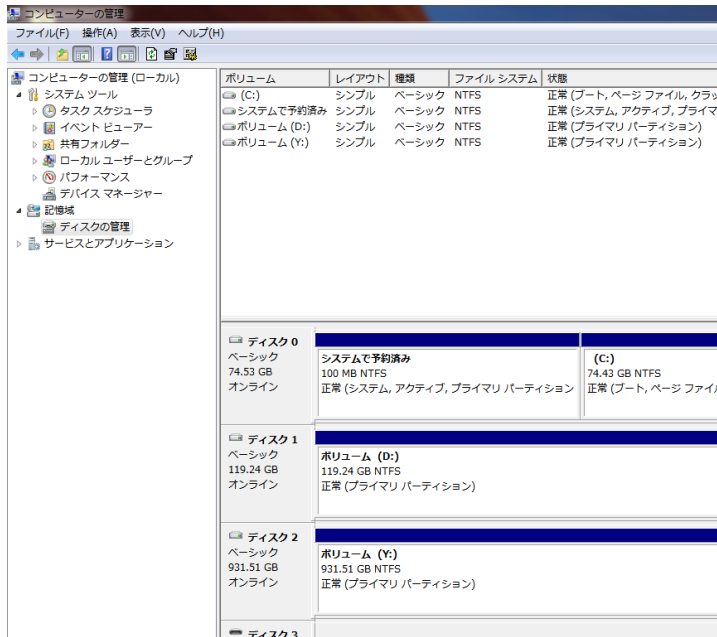 コンピューターの管理
ファイル(F) 操作(A) 表示(V) ヘルプ(H)
コンピューターの管理 (ローカル)
システム ツール
タスク スケジューラ
イベント ビューアー
共有フォルダー
ローカル ユーザーとグループ
パフォーマンス
デバイス マネージャー
記憶域
ディスクの管理
サービスとアプリケーション
ボリューム レイアウト 種類 ファイル システム 状態
(C:) シンプル ベーシック NTFS 正常 (ブート, ページ ファイル, クラッ
システムで予約済み シンプル ベーシック NTFS 正常 (システム, アクティブ, プライマ
ボリューム (D:) シンプル ベーシック NTFS 正常 (プライマリ パーティション)
ボリューム (Y:) シンプル ベーシック NTFS 正常 (プライマリ パーティション)
ディスク 0
ベーシック
74.53 GB
オンライン
システムで予約済み
100 MB NTFS
正常 (システム, アクティブ, プライマリ パーティション
(C:)
74.43 GB NTFS
正常 (ブート, ページ ファイル
ディスク 1
ベーシック
119.24 GB
オンライン
ボリューム (D:)
119.24 GB NTFS
正常 (プライマリ パーティション)
ディスク 2
ベーシック
931.51 GB
オンライン
ボリューム (Y:)
931.51 GB NTFS
正常 (プライマリ パーティション)
ディスク 3